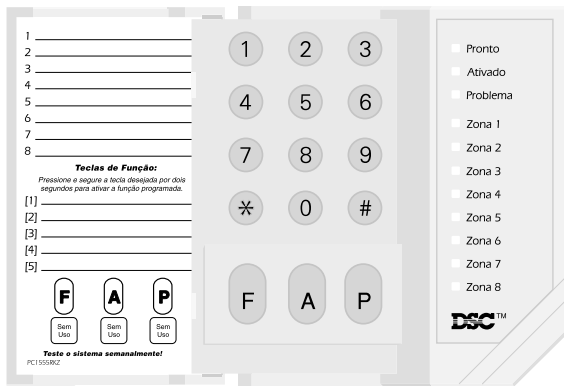 1
2
3
4
5
6
7
8
Teclas de Função:
Pressione e segure a tecla desejada por dois
segundos para ativar a função programada.
[1]
[2]
[3]
[4]
[5]
F A P
Sem Uso Sem Uso Sem Uso
Teste o sistema semanalmente!
PC1555RKZ
1 2 3
4 5 6
7 8 9
* 0 #
F A P
Pronto
Ativado
Problema
Zona 1
Zona 2
Zona 3
Zona 4
Zona 5
Zona 6
Zona 7
Zona 8
DSC™